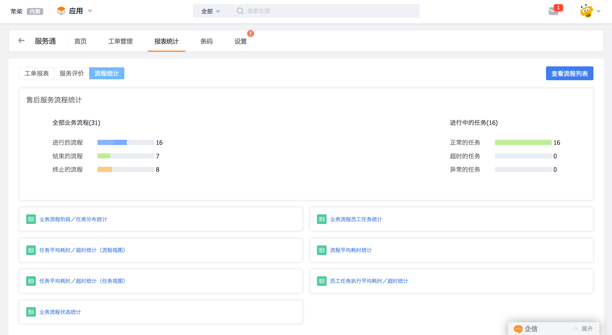 常柴 内测 应用 全部 搜索全部 1
服务通 首页 工单管理 报表统计 条码 设置 1
工单报表 服务评价 流程统计 查看流程列表
售后服务流程统计
全部业务流程(31) 进行中的任务(16)
进行的流程 16 正常的任务 16
结束的流程 7 超时的任务 0
终止的流程 8 异常的任务 0
业务流程阶段／任务分布统计 业务流程员工任务统计
任务平均耗时／超时统计（流程视图） 流程平均耗时统计
任务平均耗时／超时统计（任务视图） 员工任务执行平均耗时／超时统计
业务流程状态统计
企信 展开